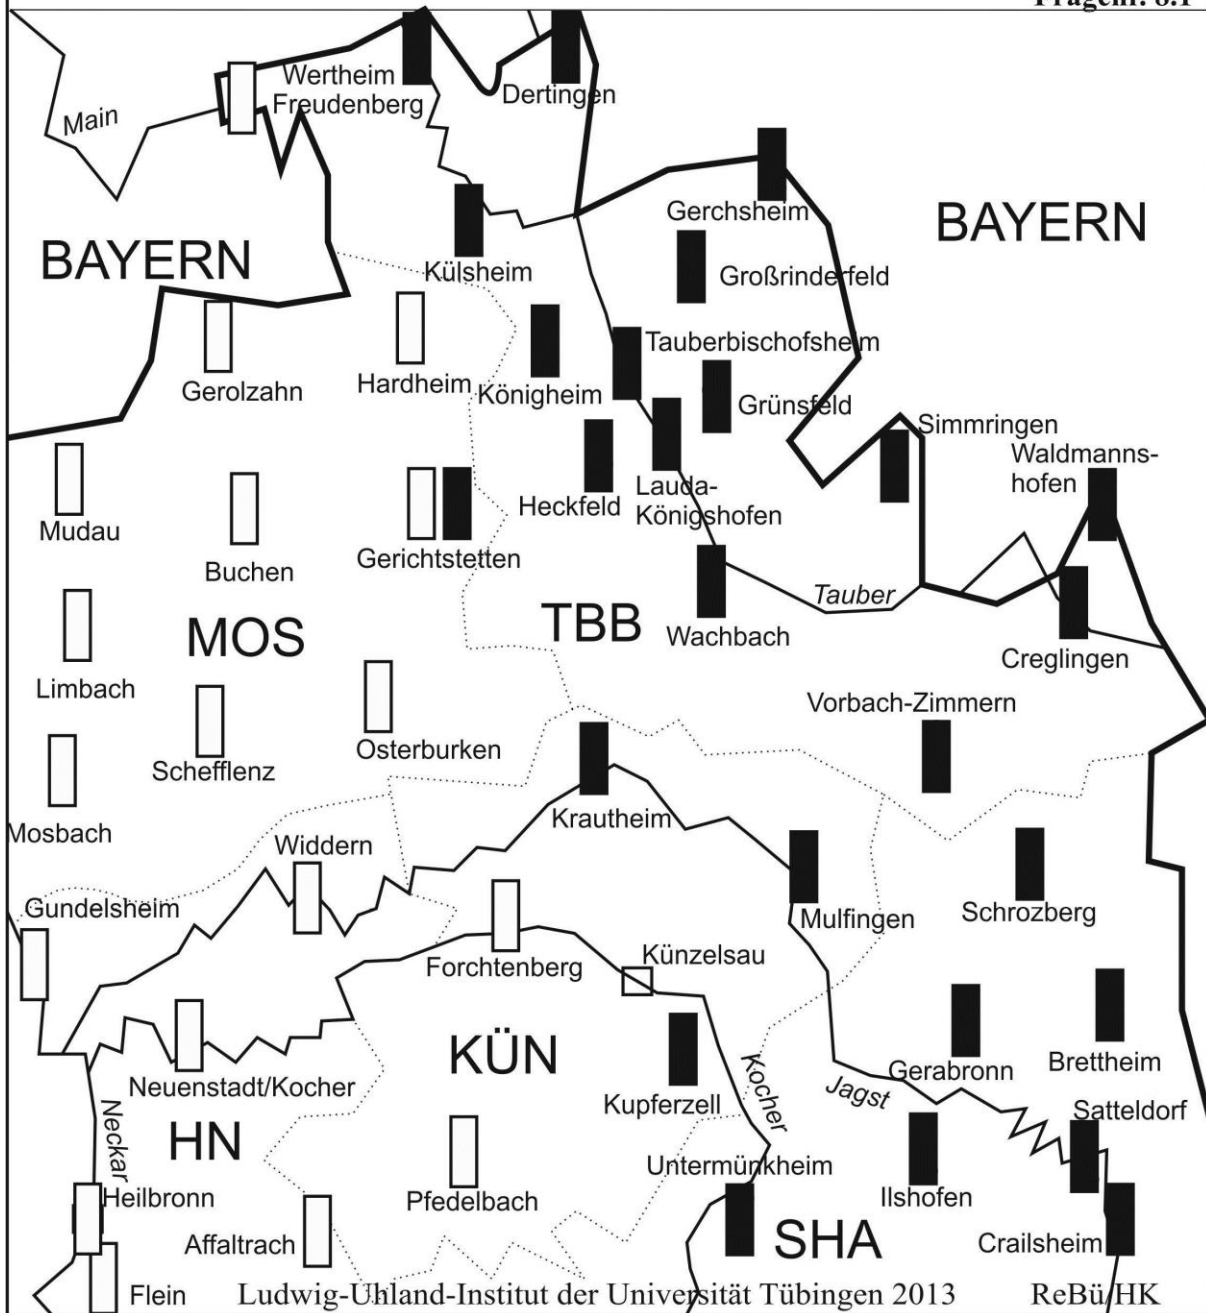 Fragenr. 8.1
Wertheim
Freudenberg
Dertingen
Main
Gerchsheim
BAYERN
BAYERN
Külsheim
Großrinderfeld
Tauberbischofsheim
Gerolzahn
Hardheim
Königheim
Grünsfeld
Simmringen
Waldmanns-
hofen
Lauda-
Königshofen
Heckfeld
Mudau
Buchen
Gerichtstetten
Tauber
MOS
TBB
Wachbach
Creglingen
Limbach
Vorbach-Zimmern
Osterburken
Schefflenz
Mosbach
Krautheim
Widdern
Gundelsheim
Mulfingen
Schrozberg
Forchtenberg
Künzelsau
KÜN
Neuenstadt/Kocher
Kupferzell
Kocher
Jagst
Gerabronn
Brettheim
Neckar
HN
Satteldorf
Untermünkheim
Heilbronn
Pfedelbach
Ilshofen
Affaltrach
SHA
Crailsheim
Flein
Ludwig-Uhland-Institut der Universität Tübingen 2013
ReBü/HK